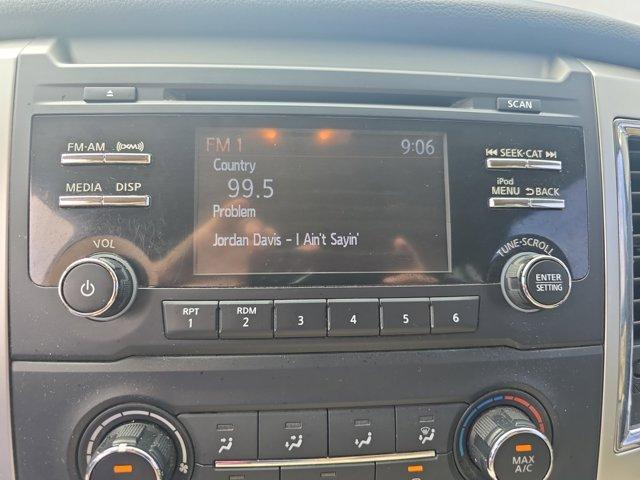 SCAN
FM-AM (((SXM)))
FM 1 9:06
SEEK-CAT
Country
MEDIA DISP
99.5
iPod
MENU BACK
Problem
Jordan Davis - I Ain't Sayin'
VOL
TUNE-SCROLL
ENTER
SETTING
RPT
1
RDM
2
3
4
5
6
MAX
A/C